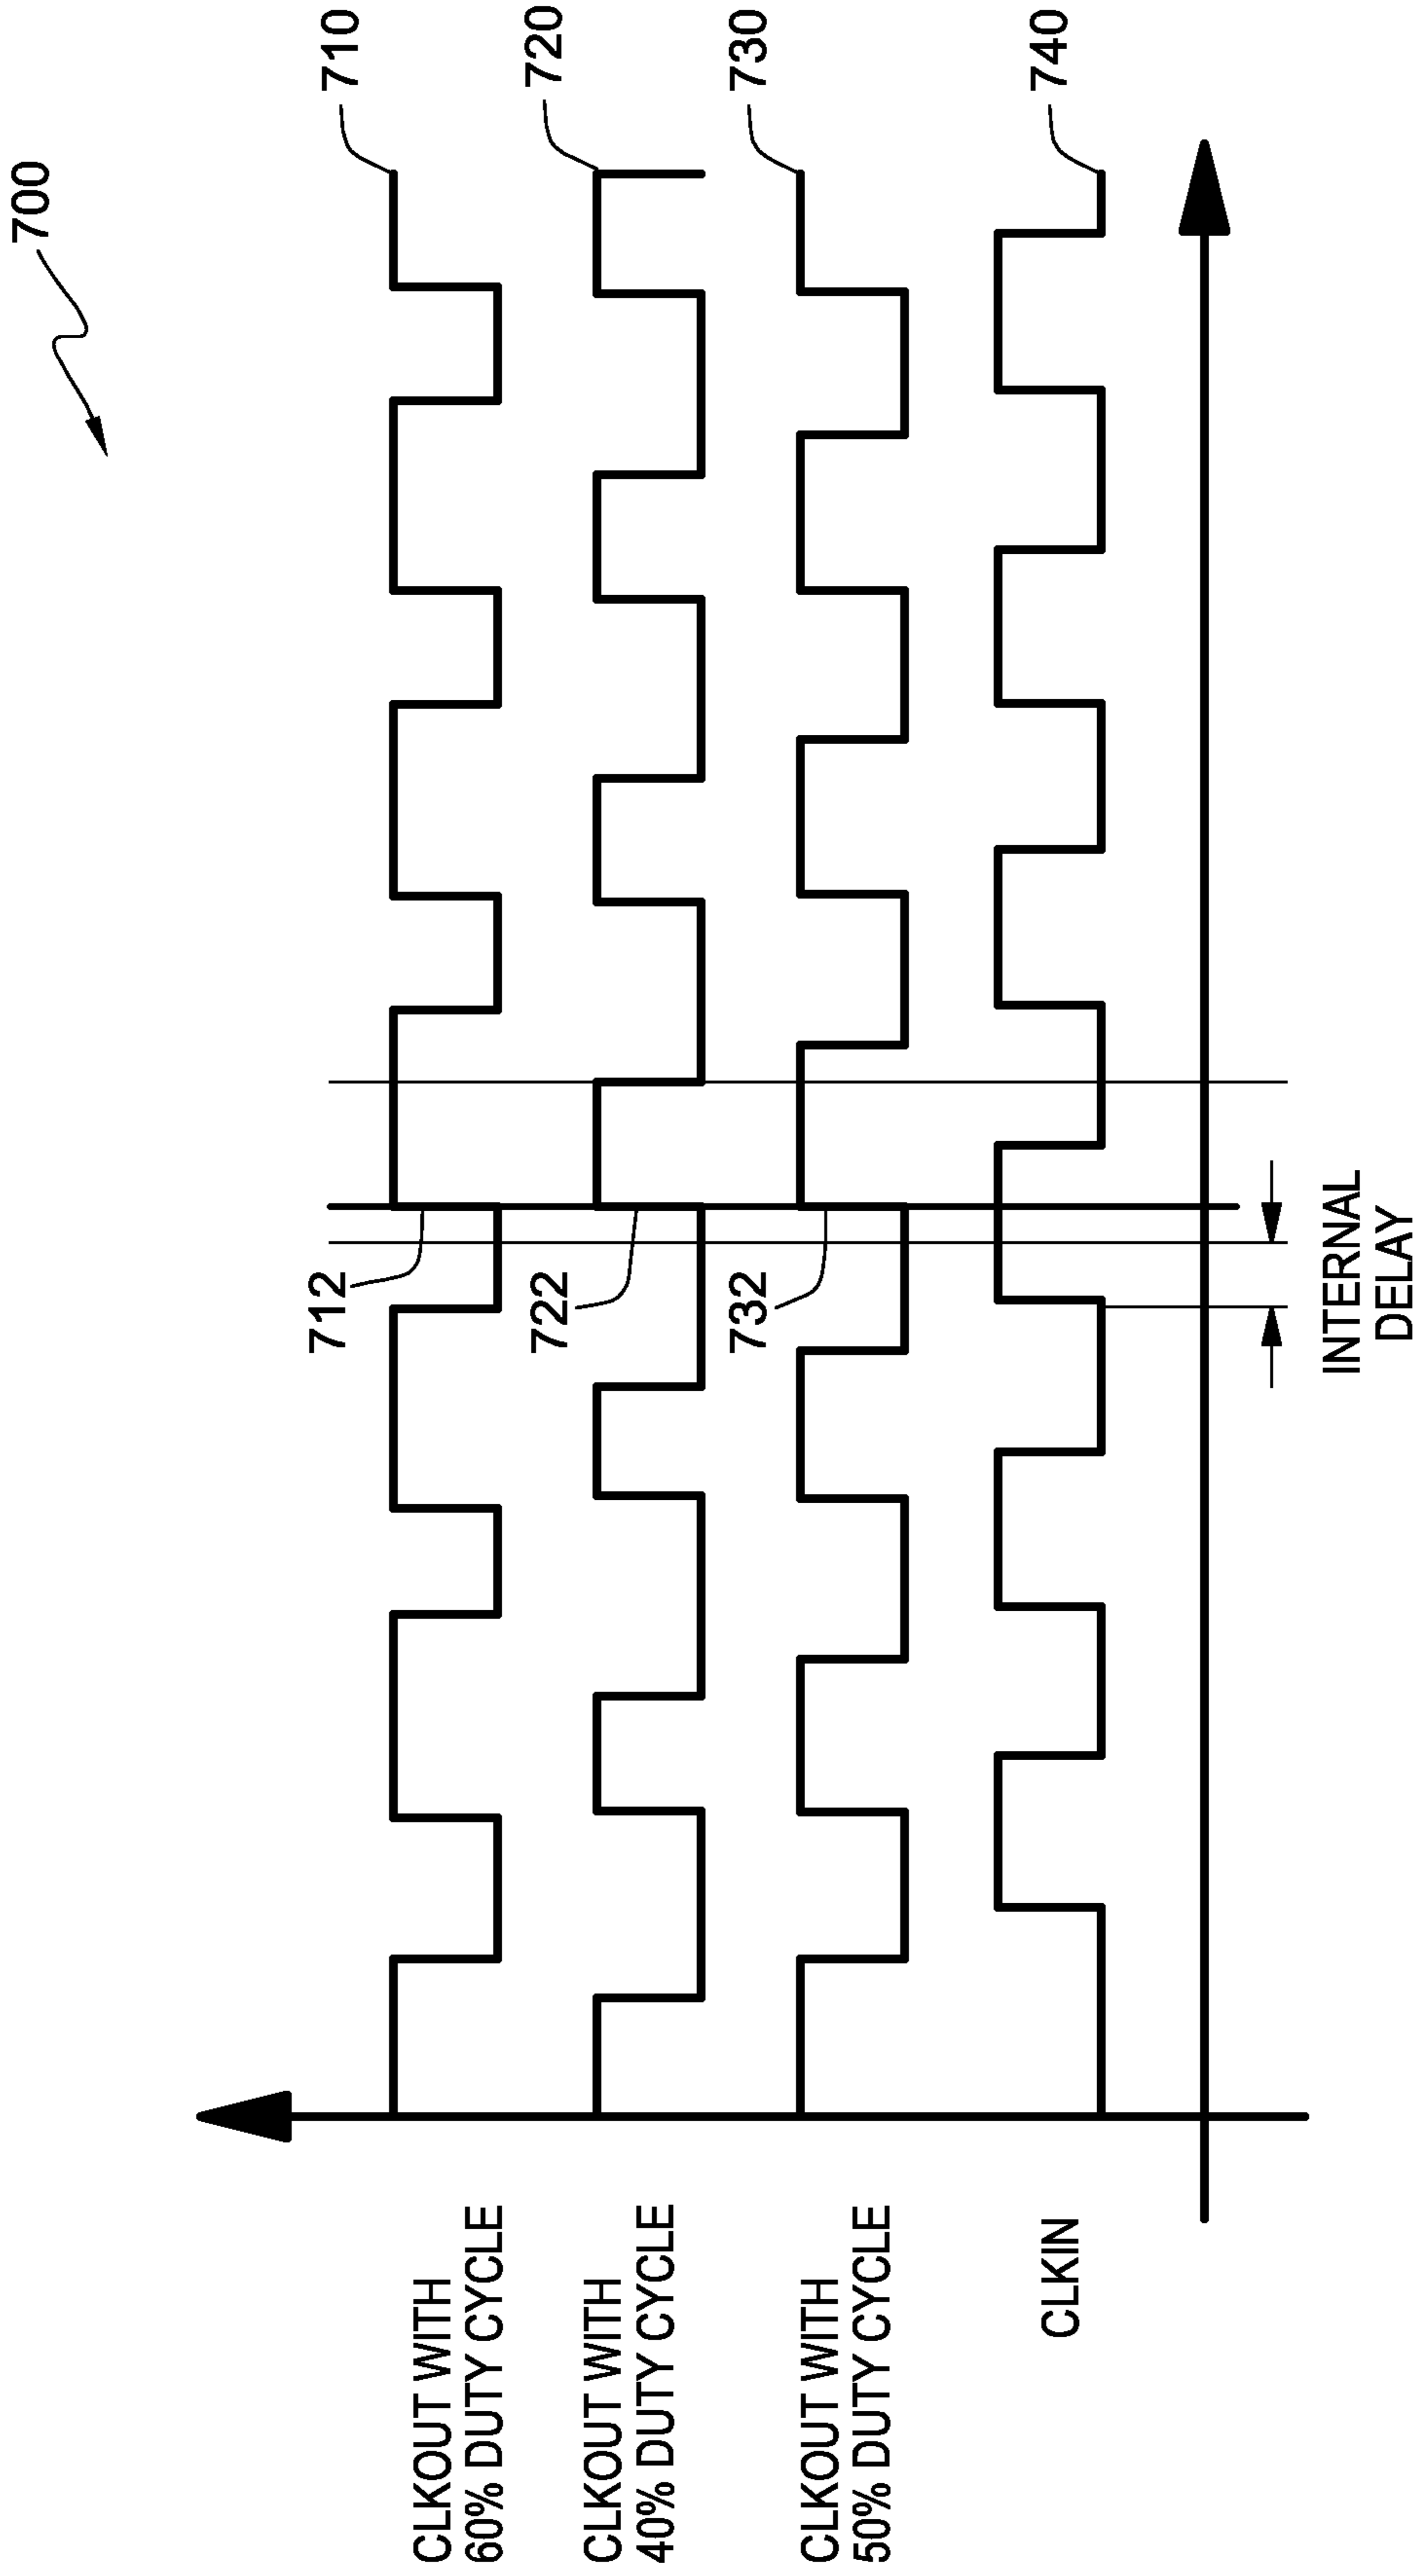 700
710
720
730
740
712
722
732
CLKOUT WITH
60% DUTY CYCLE
CLKOUT WITH
40% DUTY CYCLE
CLKOUT WITH
50% DUTY CYCLE
CLKIN
INTERNAL
DELAY